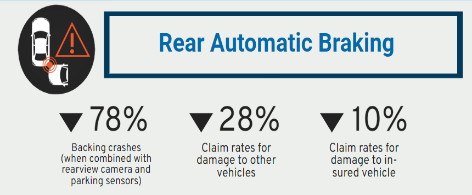 Rear Automatic Braking
▼ 78%
Backing crashes
(when combined with
rearview camera and
parking sensors)
▼ 28%
Claim rates for
damage to other
vehicles
▼ 10%
Claim rates for
damage to in-
sured vehicle